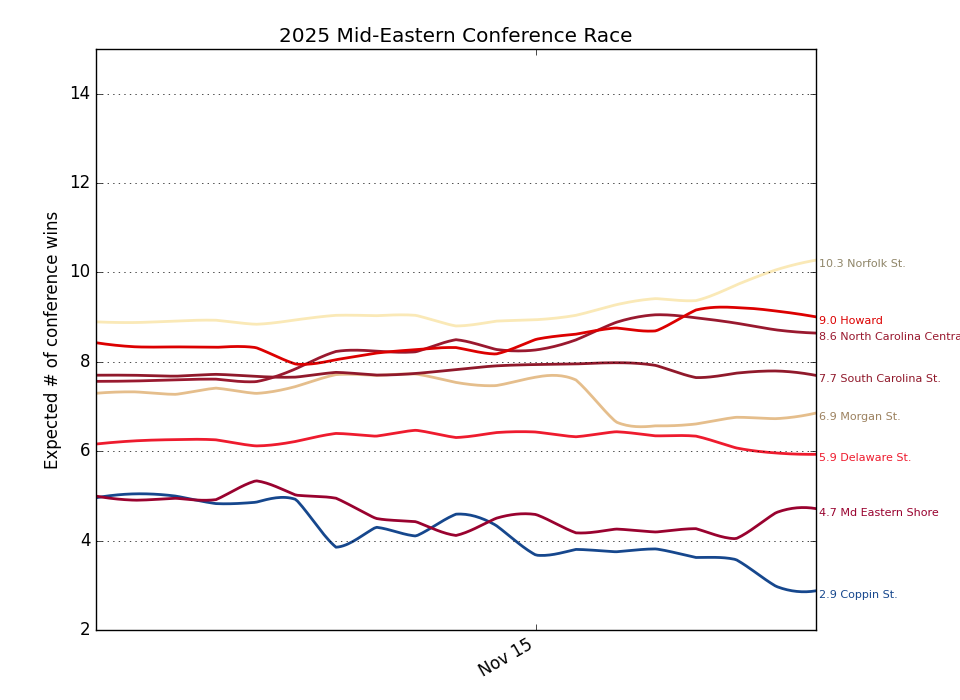 2025 Mid-Eastern Conference Race
Expected # of conference wins
14
12
10
8
6
4
2
Nov 15
10.3 Norfolk St.
9.0 Howard
8.6 North Carolina Centra
7.7 South Carolina St.
6.9 Morgan St.
5.9 Delaware St.
4.7 Md Eastern Shore
2.9 Coppin St.